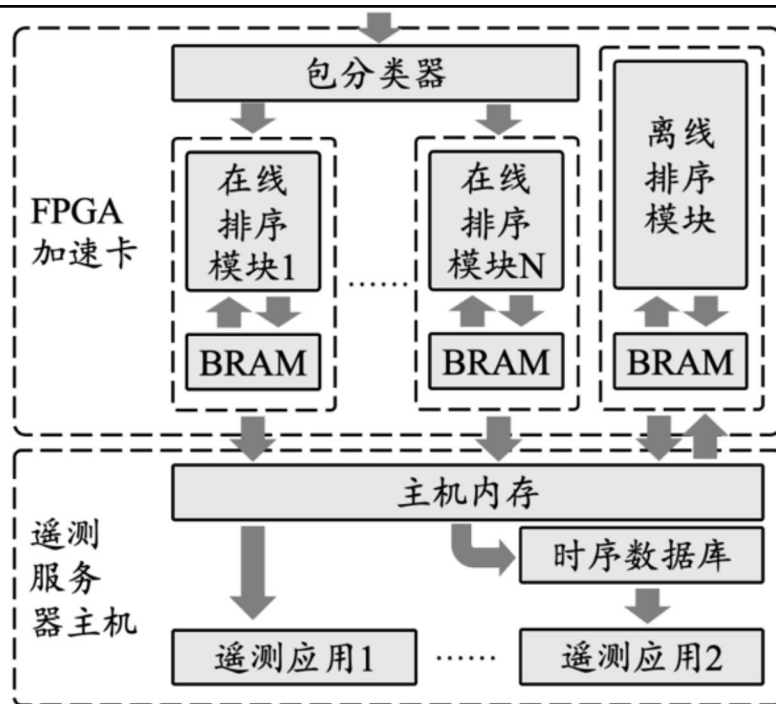 包分类器
FPGA
加速卡
在线
排序
模块1
……
在线
排序
模块N
离线
排序
模块
BRAM
BRAM
BRAM
遥测
服务
器主机
主机内存
时序数据库
遥测应用1
……
遥测应用2